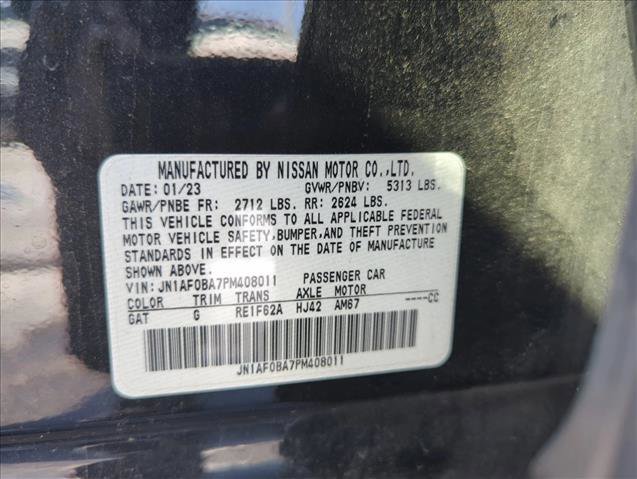 MANUFACTURED BY NISSAN MOTOR CO.,LTD.
DATE: 01/23 GVWR/PNBV: 5313 LBS.
GAWR/PNBE FR: 2712 LBS. RR: 2624 LBS.
THIS VEHICLE CONFORMS TO ALL APPLICABLE FEDERAL
MOTOR VEHICLE SAFETY, BUMPER, AND THEFT PREVENTION
STANDARDS IN EFFECT ON THE DATE OF MANUFACTURE
SHOWN ABOVE.
VIN: JN1AF0BA7PM408011 PASSENGER CAR
COLOR TRIM TRANS AXLE MOTOR
GAT G RE1F62A HJ42 AM67 ----CC
JN1AF0BA7PM408011